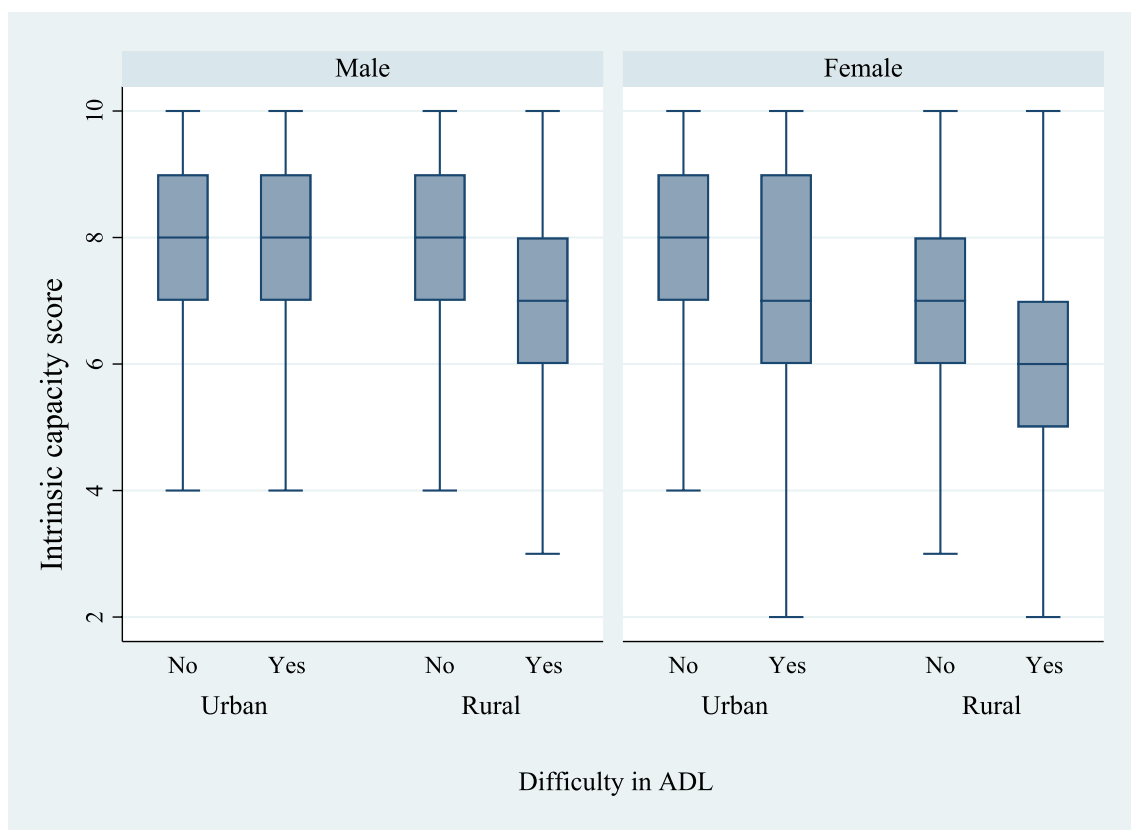 Male Female
Intrinsic capacity score
10
8
6
4
2
No Yes No Yes No Yes No Yes
Urban Rural Urban Rural
Difficulty in ADL